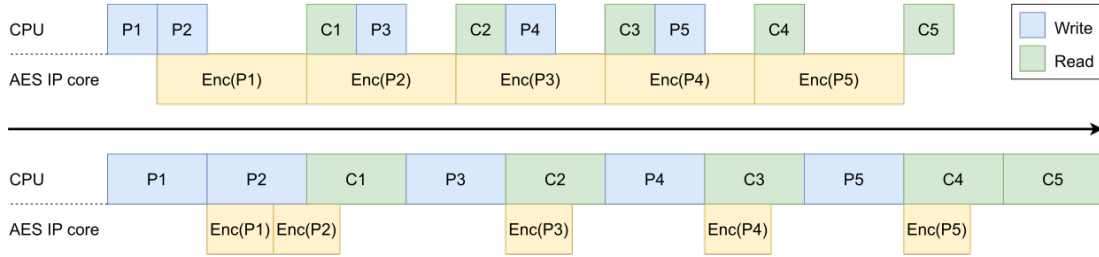 CPU P1 P2 C1 P3 C2 P4 C3 P5 C4 C5 Write
AES IP core Enc(P1) Enc(P2) Enc(P3) Enc(P4) Enc(P5) Read
CPU P1 P2 C1 P3 C2 P4 C3 P5 C4 C5
AES IP core Enc(P1) Enc(P2) Enc(P3) Enc(P4) Enc(P5)